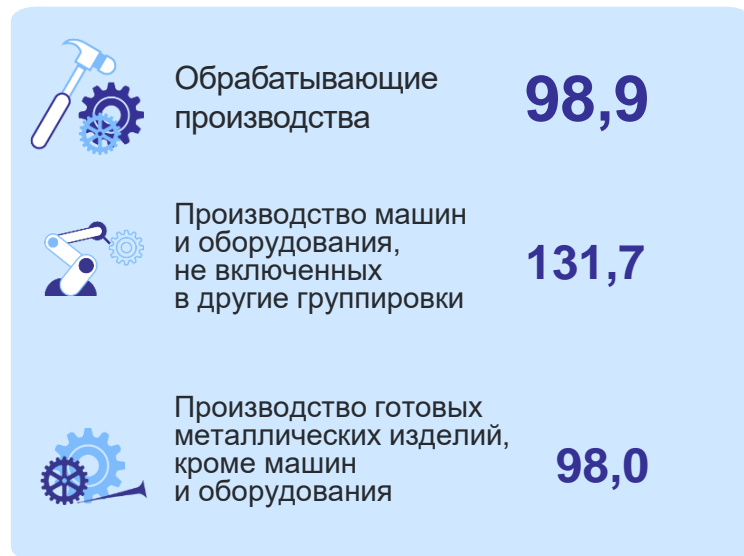 Обрабатывающие
производства
98,9
Производство машин
и оборудования,
не включенных
в другие группировки
131,7
Производство готовых
металлических изделий,
кроме машин
и оборудования
98,0